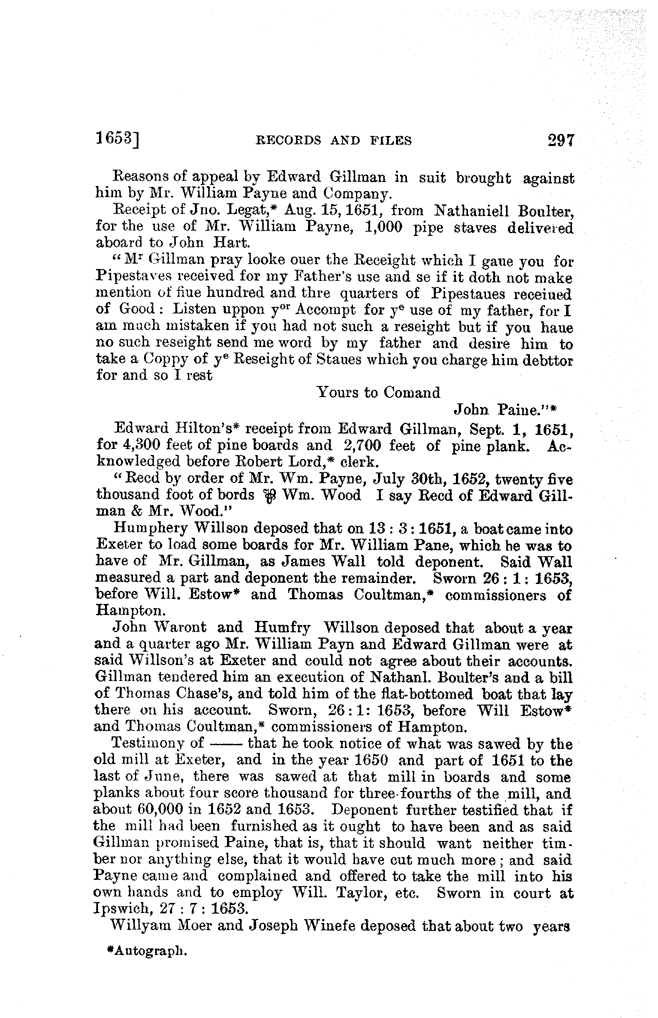 1653] RECORDS AND FILES 297
Reasons of appeal by Edward Gillman in suit brought against
him by Mr. William Payne and Company.
Receipt of Jno. Legat,* Aug. 15, 1651, from Nathaniell Boulter,
for the use of Mr. William Payne, 1,000 pipe staves delivered
aboard to John Hart.
"Mʳ Gillman pray looke ouer the Receight which I gaue you for
Pipestaves received for my Father's use and se if it doth not make
mention of fiue hundred and thre quarters of Pipestaues receiued
of Good: Listen uppon yᵒʳ Accompt for yᵉ use of my father, for I
am much mistaken if you had not such a reseight but if you haue
no such reseight send me word by my father and desire him to
take a Coppy of yᵉ Reseight of Staues which you charge him debttor
for and so I rest
Yours to Comand
John Paine."*
Edward Hilton's* receipt from Edward Gillman, Sept. 1, 1651,
for 4,300 feet of pine boards and 2,700 feet of pine plank. Ac-
knowledged before Robert Lord,* clerk.
"Recd by order of Mr. Wm. Payne, July 30th, 1652, twenty five
thousand foot of bords ⅌ Wm. Wood I say Recd of Edward Gill-
man & Mr. Wood."
Humphery Willson deposed that on 13 : 3 : 1651, a boat came into
Exeter to load some boards for Mr. William Pane, which he was to
have of Mr. Gillman, as James Wall told deponent. Said Wall
measured a part and deponent the remainder. Sworn 26 : 1 : 1653,
before Will. Estow* and Thomas Coultman,* commissioners of
Hampton.
John Waront and Humfry Willson deposed that about a year
and a quarter ago Mr. William Payn and Edward Gillman were at
said Willson's at Exeter and could not agree about their accounts.
Gillman tendered him an execution of Nathanl. Boulter's and a bill
of Thomas Chase's, and told him of the flat-bottomed boat that lay
there on his account. Sworn, 26 : 1 : 1653, before Will Estow*
and Thomas Coultman,* commissioners of Hampton.
Testimony of —— that he took notice of what was sawed by the
old mill at Exeter, and in the year 1650 and part of 1651 to the
last of June, there was sawed at that mill in boards and some
planks about four score thousand for three-fourths of the mill, and
about 60,000 in 1652 and 1653. Deponent further testified that if
the mill had been furnished as it ought to have been and as said
Gillman promised Paine, that is, that it should want neither tim-
ber nor anything else, that it would have cut much more; and said
Payne came and complained and offered to take the mill into his
own hands and to employ Will. Taylor, etc. Sworn in court at
Ipswich, 27 : 7 : 1653.
Willyam Moer and Joseph Winefe deposed that about two years
*Autograph.